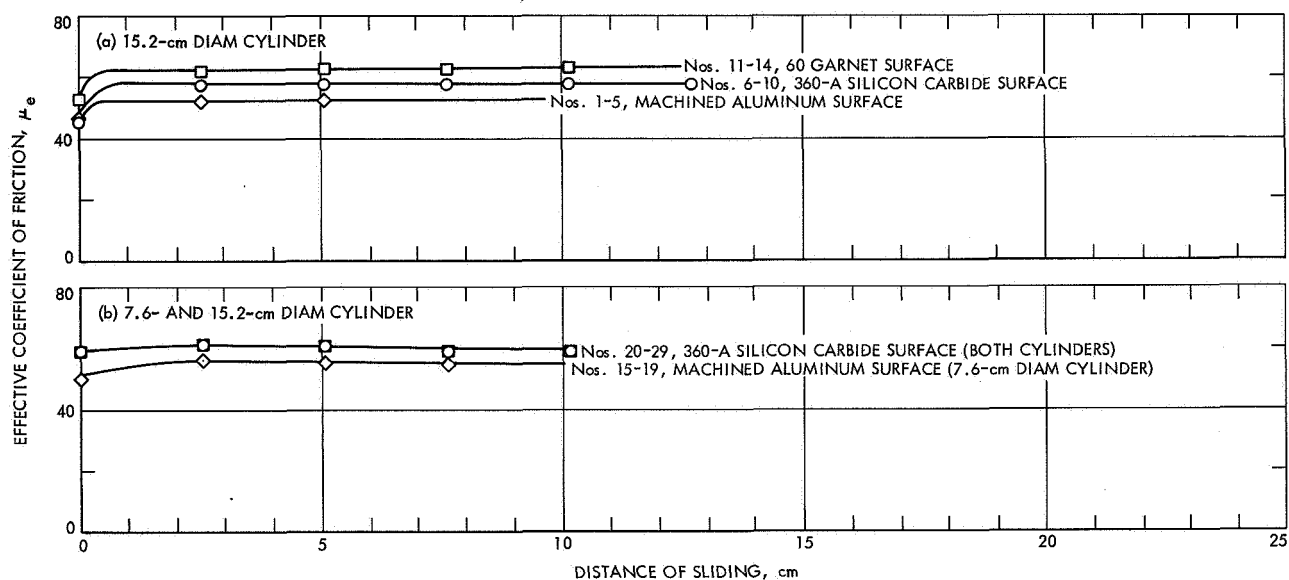 80
(a) 15.2-cm DIAM CYLINDER
Nos. 11-14, 60 GARNET SURFACE
Nos. 6-10, 360-A SILICON CARBIDE SURFACE
Nos. 1-5, MACHINED ALUMINUM SURFACE
40
0
EFFECTIVE COEFFICIENT OF FRICTION, μe
80
(b) 7.6- AND 15.2-cm DIAM CYLINDER
Nos. 20-29, 360-A SILICON CARBIDE SURFACE (BOTH CYLINDERS)
Nos. 15-19, MACHINED ALUMINUM SURFACE (7.6-cm DIAM CYLINDER)
40
0
0 5 10 15 20 25
DISTANCE OF SLIDING, cm